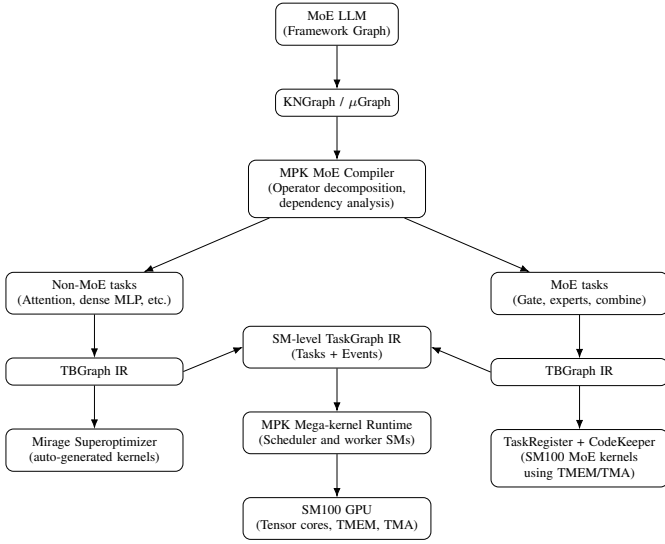 MoE LLM
(Framework Graph)
KNGraph / μGraph
MPK MoE Compiler
(Operator decomposition,
dependency analysis)
Non-MoE tasks
(Attention, dense MLP, etc.)
MoE tasks
(Gate, experts, combine)
SM-level TaskGraph IR
(Tasks + Events)
TBGraph IR
TBGraph IR
Mirage Superoptimizer
(auto-generated kernels)
MPK Mega-kernel Runtime
(Scheduler and worker SMs)
TaskRegister + CodeKeeper
(SM100 MoE kernels
using TMEM/TMA)
SM100 GPU
(Tensor cores, TMEM, TMA)